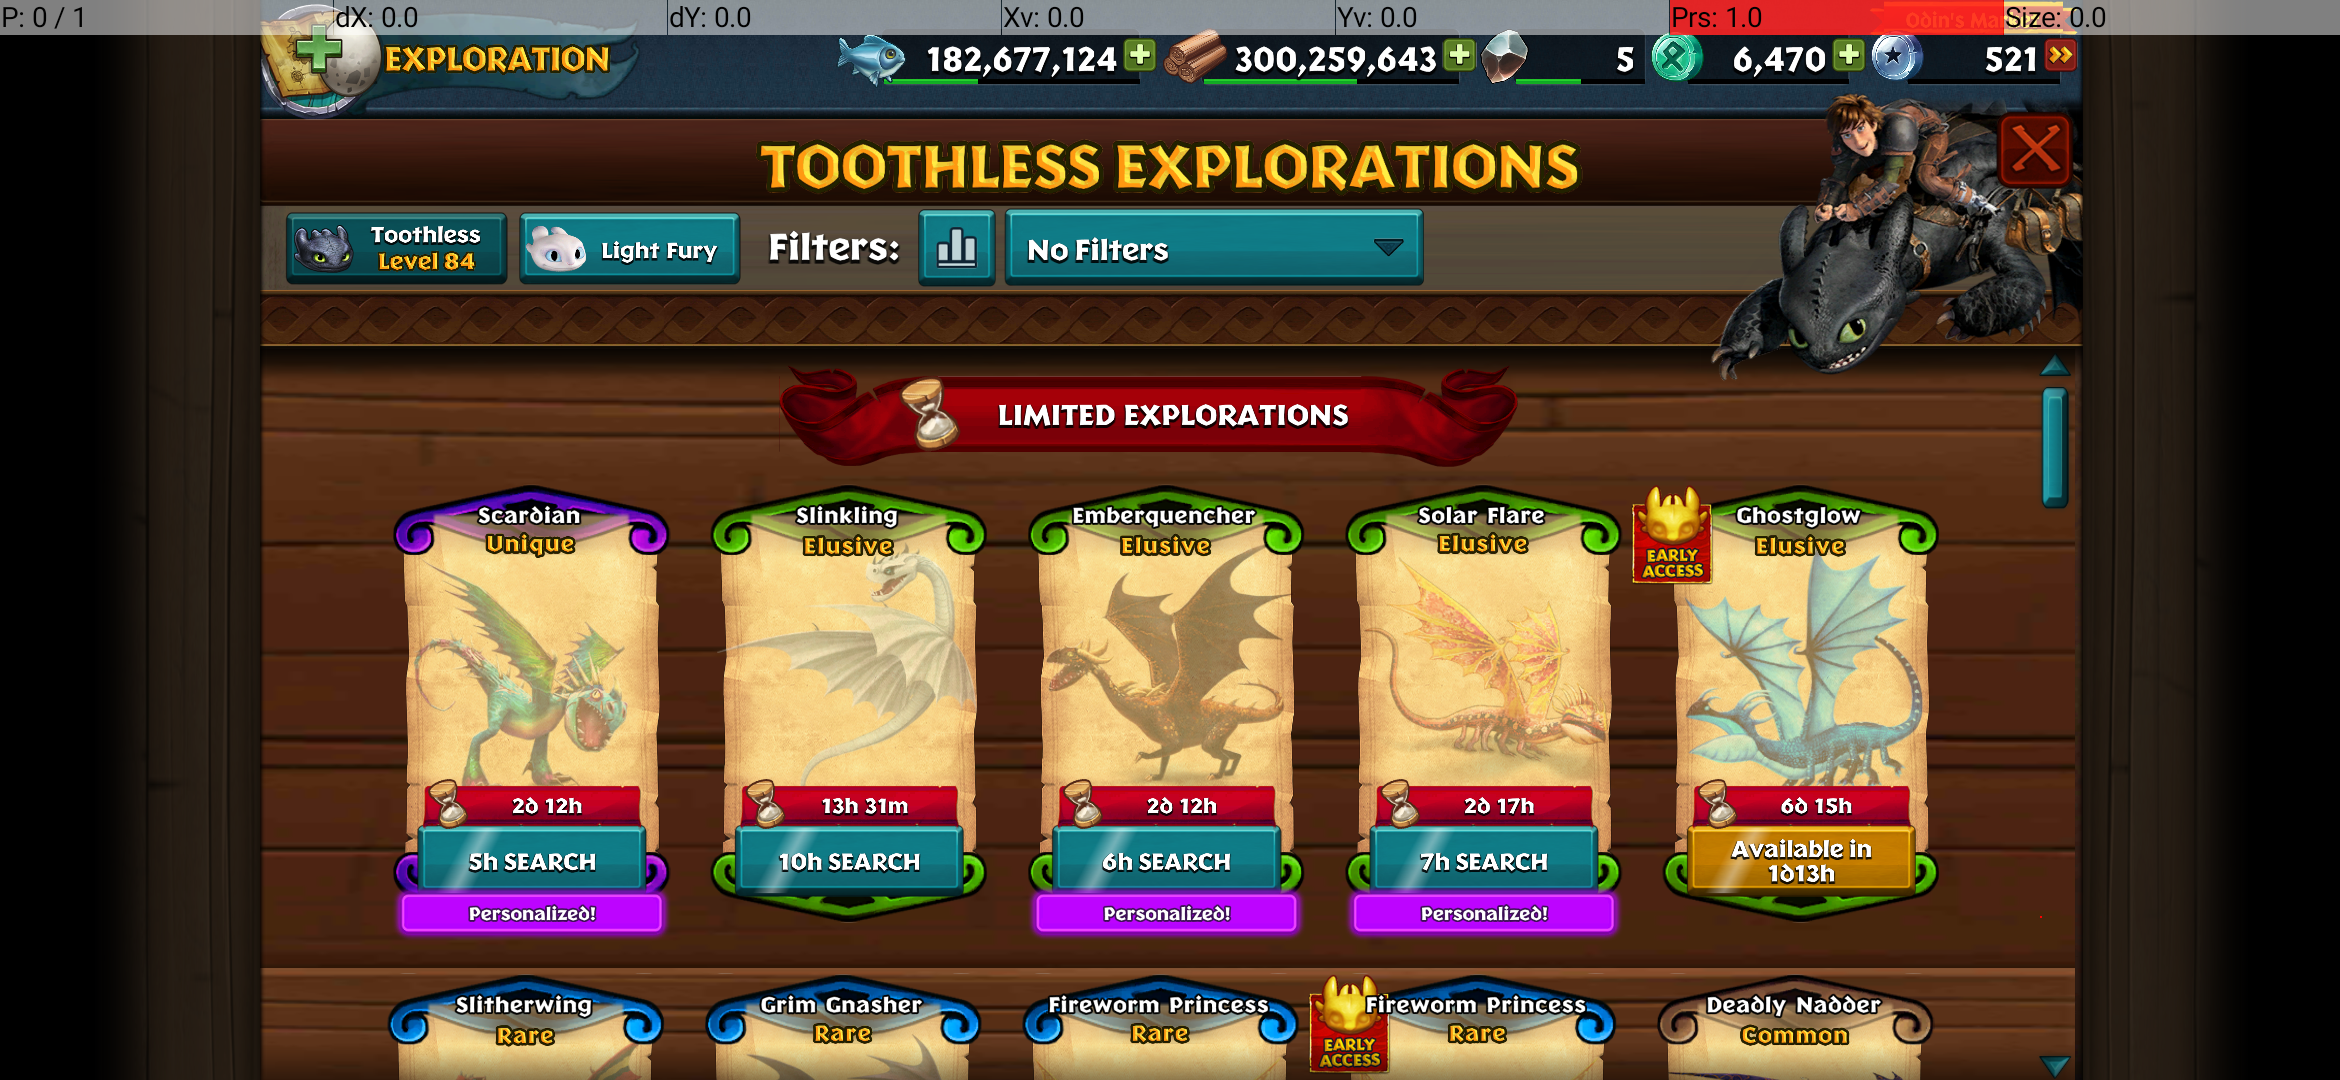 P: 0 / 1
dX: 0.0
dY: 0.0
Xv: 0.0
Yv: 0.0
Prs: 1.0
Size: 0.0
EXPLORATION
182,677,124
300,259,643
5
6,470
521
TOOTHLESS EXPLORATIONS
Toothless
Level 84
Light Fury
Filters:
No Filters
LIMITED EXPLORATIONS
Scardian
Unique
2d 12h
5h SEARCH
Personalized!
Slinkling
Elusive
13h 31m
10h SEARCH
Emberquencher
Elusive
2d 12h
6h SEARCH
Personalized!
Solar Flare
Elusive
2d 17h
7h SEARCH
Personalized!
EARLY
ACCESS
Ghostglow
Elusive
6d 15h
Available in
1d13h
Slitherwing
Rare
Grim Gnasher
Rare
Fireworm Princess
Rare
EARLY
ACCESS
Fireworm Princess
Rare
Deadly Nadder
Common